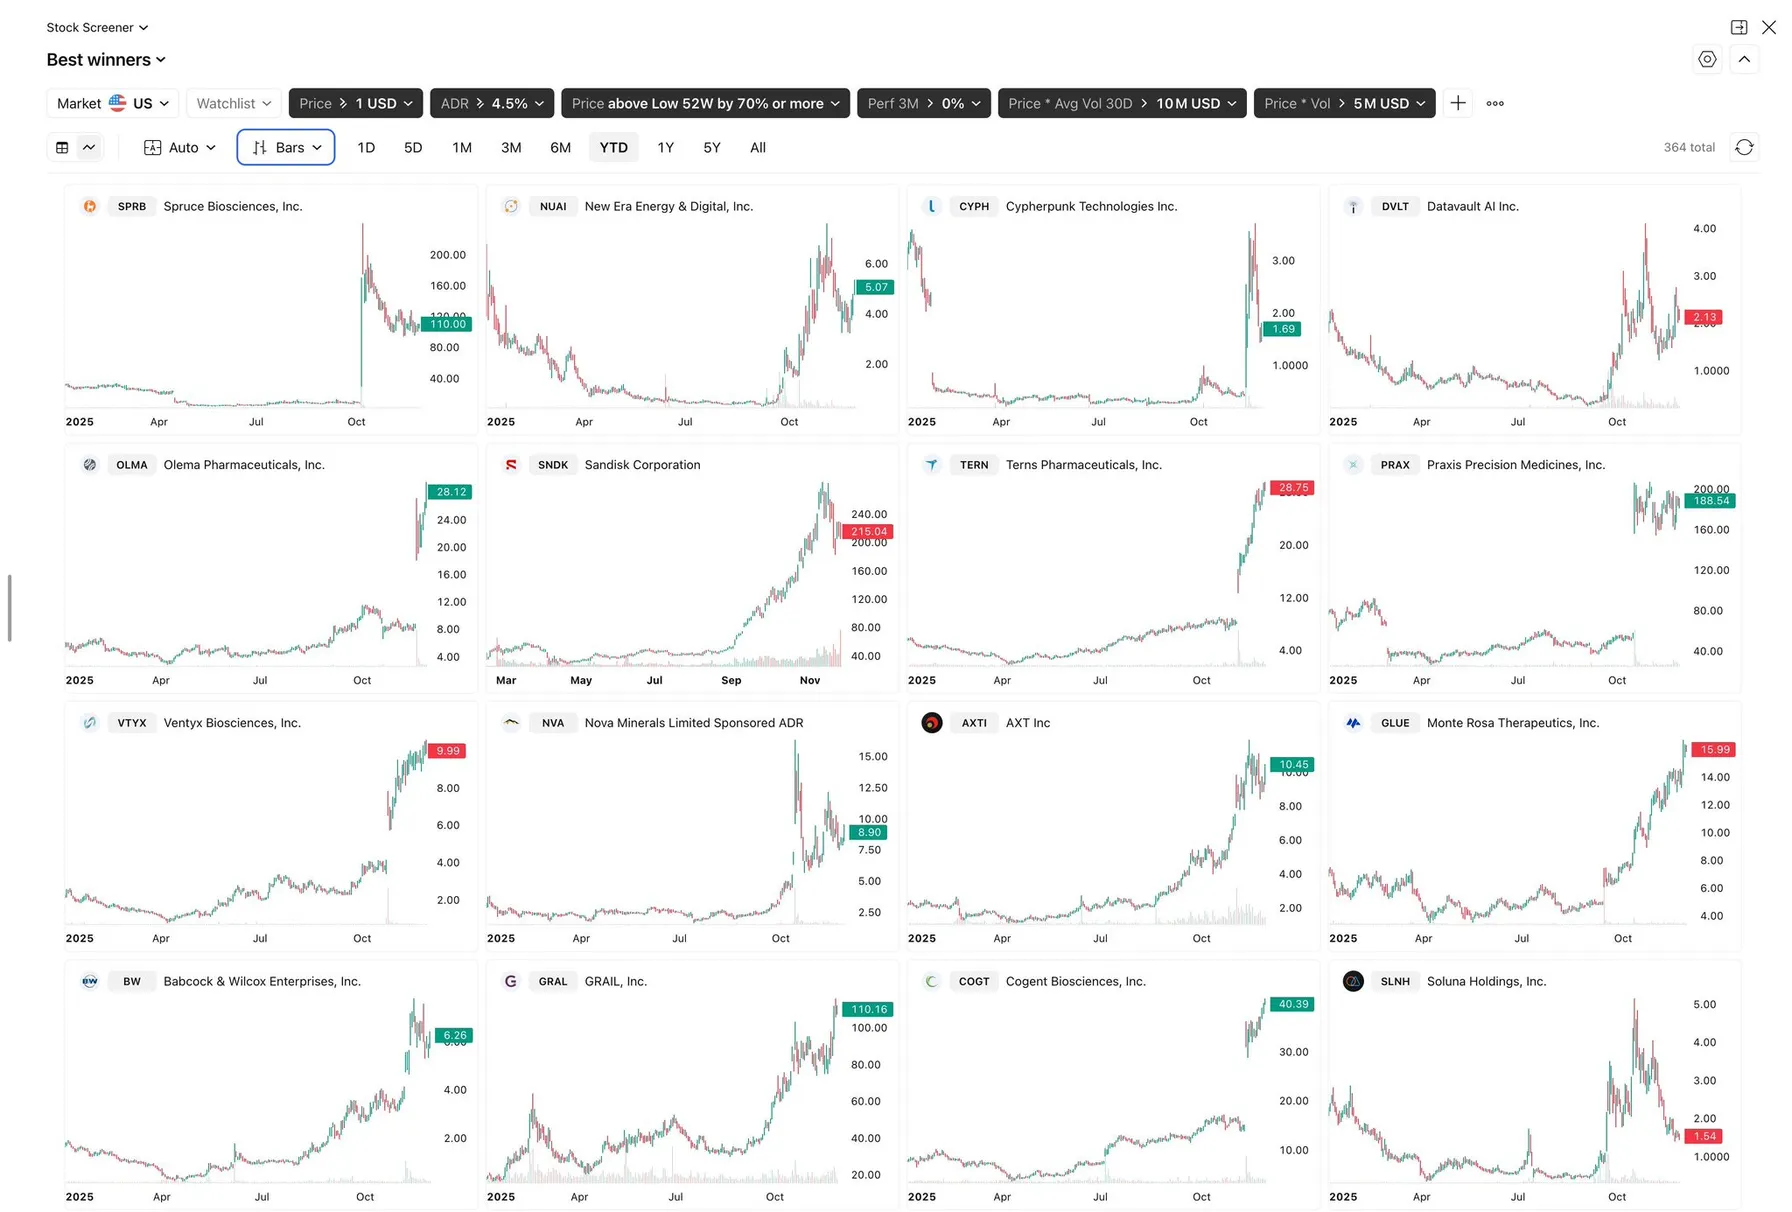 Stock Screener
Best winners
Market US Watchlist Price > 1 USD ADR > 4.5% Price above Low 52W by 70% or more Perf 3M > 0% Price * Avg Vol 30D > 10 M USD Price * Vol > 5 M USD
Auto Bars 1D 5D 1M 3M 6M YTD 1Y 5Y All 364 total
SPRB Spruce Biosciences, Inc.
200.00
160.00
120.00
110.00
80.00
40.00
2025 Apr Jul Oct
NUAI New Era Energy & Digital, Inc.
6.00
5.07
4.00
2.00
2025 Apr Jul Oct
CYPH Cypherpunk Technologies Inc.
3.00
2.00
1.69
1.0000
2025 Apr Jul Oct
DVLT Datavault AI Inc.
4.00
3.00
2.13
2.00
1.0000
2025 Apr Jul Oct
OLMA Olema Pharmaceuticals, Inc.
28.12
24.00
20.00
16.00
12.00
8.00
4.00
2025 Apr Jul Oct
SNDK Sandisk Corporation
240.00
215.04
200.00
160.00
120.00
80.00
40.00
Mar May Jul Sep Nov
TERN Terns Pharmaceuticals, Inc.
28.75
20.00
12.00
4.00
2025 Apr Jul Oct
PRAX Praxis Precision Medicines, Inc.
200.00
188.54
160.00
120.00
80.00
40.00
2025 Apr Jul Oct
VTYX Ventyx Biosciences, Inc.
9.99
8.00
6.00
4.00
2.00
2025 Apr Jul Oct
NVA Nova Minerals Limited Sponsored ADR
15.00
12.50
10.00
8.90
7.50
5.00
2.50
2025 Apr Jul Oct
AXTI AXT Inc
10.45
10.00
8.00
6.00
4.00
2.00
2025 Apr Jul Oct
GLUE Monte Rosa Therapeutics, Inc.
15.99
14.00
12.00
10.00
8.00
6.00
4.00
2025 Apr Jul Oct
BW BW Babcock & Wilcox Enterprises, Inc.
6.26
6.00
4.00
2.00
2025 Apr Jul Oct
G GRAL GRAIL, Inc.
110.16
100.00
80.00
60.00
40.00
20.00
2025 Apr Jul Oct
COGT Cogent Biosciences, Inc.
40.39
30.00
20.00
10.00
2025 Apr Jul Oct
SLNH Soluna Holdings, Inc.
5.00
4.00
3.00
2.00
1.54
1.0000
2025 Apr Jul Oct